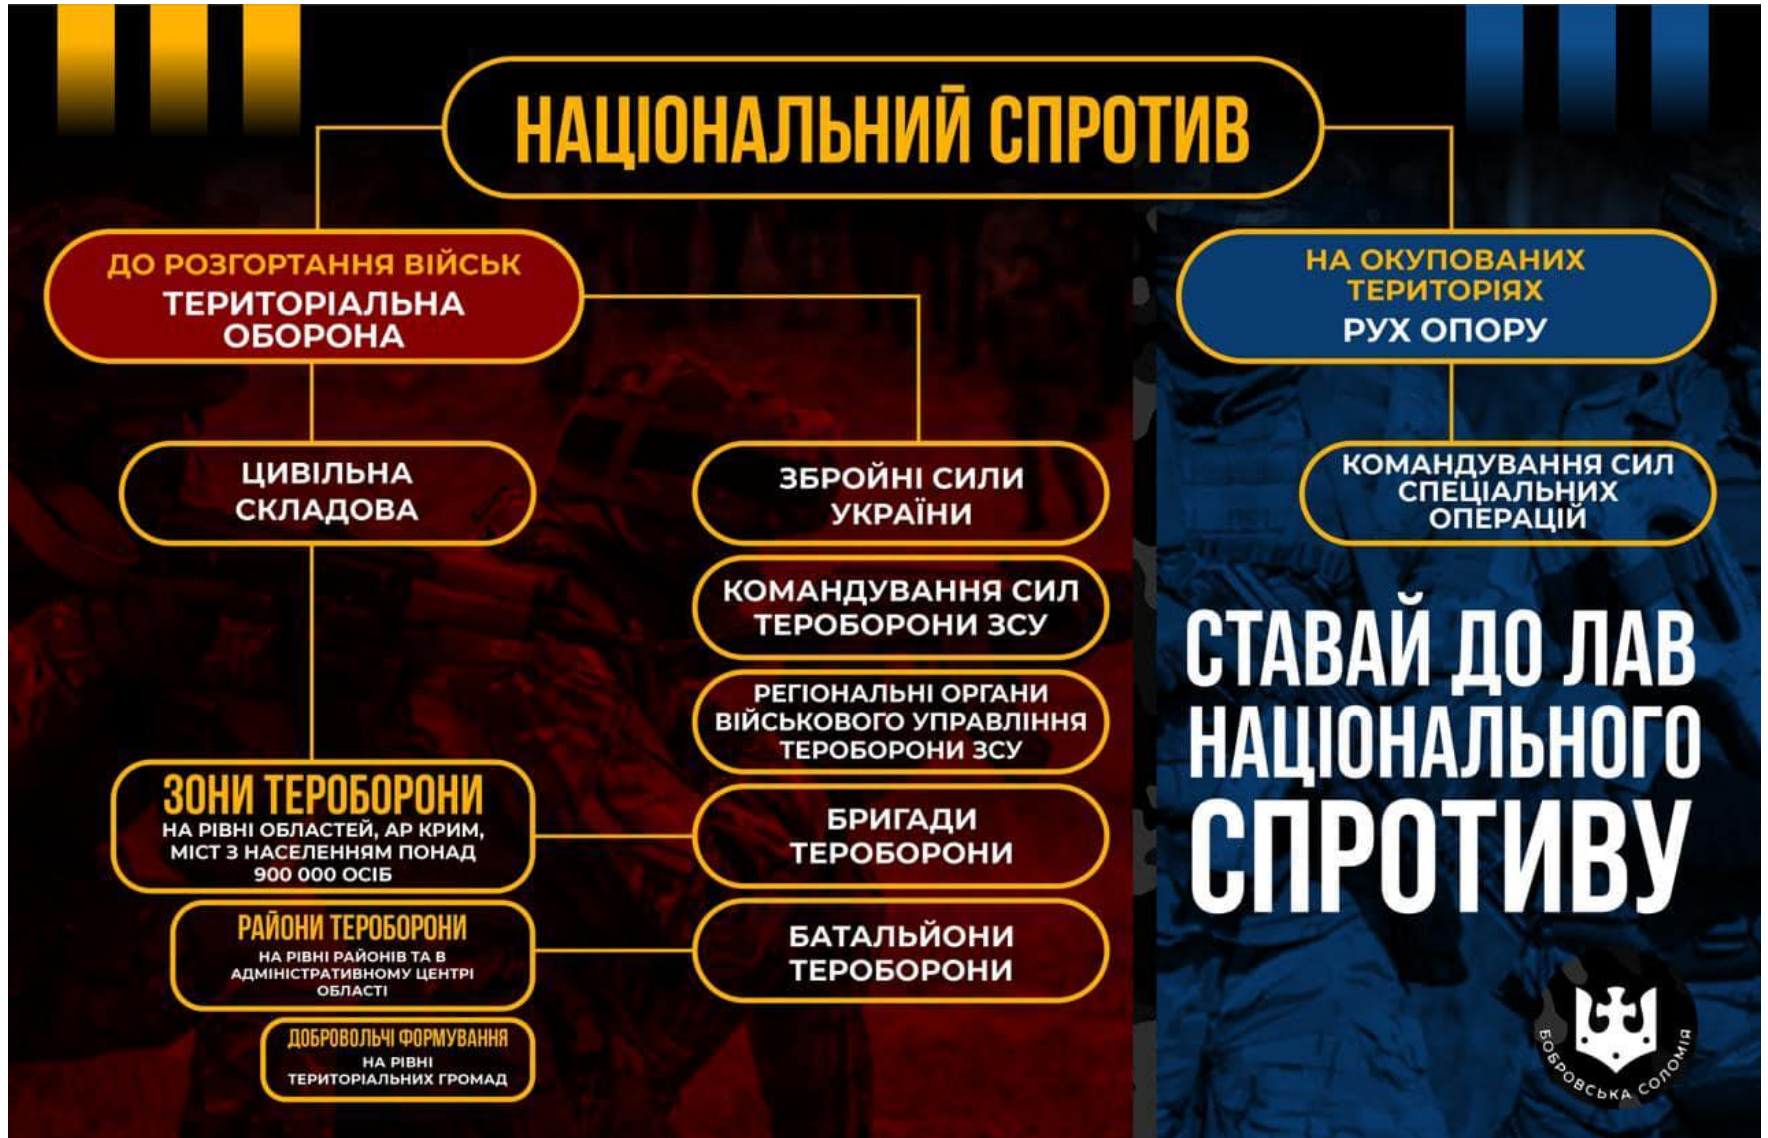 НАЦІОНАЛЬНИЙ СПРОТИВ
ДО РОЗГОРТАННЯ ВІЙСЬК
ТЕРИТОРІАЛЬНА
ОБОРОНА
ЦИВІЛЬНА
СКЛАДОВА
ЗОНИ ТЕРОБОРОНИ
НА РІВНІ ОБЛАСТЕЙ, АР КРИМ,
МІСТ З НАСЕЛЕННЯМ ПОНАД
900 000 ОСІБ
РАЙОНИ ТЕРОБОРОНИ
НА РІВНІ РАЙОНІВ ТА В
АДМІНІСТРАТИВНОМУ ЦЕНТРІ
ОБЛАСТІ
ДОБРОВОЛЬЧІ ФОРМУВАННЯ
НА РІВНІ
ТЕРИТОРІАЛЬНИХ ГРОМАД
ЗБРОЙНІ СИЛИ
УКРАЇНИ
КОМАНДУВАННЯ СИЛ
ТЕРОБОРОНИ ЗСУ
РЕГІОНАЛЬНІ ОРГАНИ
ВІЙСЬКОВОГО УПРАВЛІННЯ
ТЕРОБОРОНИ ЗСУ
БРИГАДИ
ТЕРОБОРОНИ
БАТАЛЬЙОНИ
ТЕРОБОРОНИ
НА ОКУПОВАНИХ
ТЕРИТОРІЯХ
РУХ ОПОРУ
КОМАНДУВАННЯ СИЛ
СПЕЦІАЛЬНИХ
ОПЕРАЦІЙ
СТАВАЙ ДО ЛАВ
НАЦІОНАЛЬНОГО
СПРОТИВУ
БОБРОВСЬКА СОЛОМІЯ